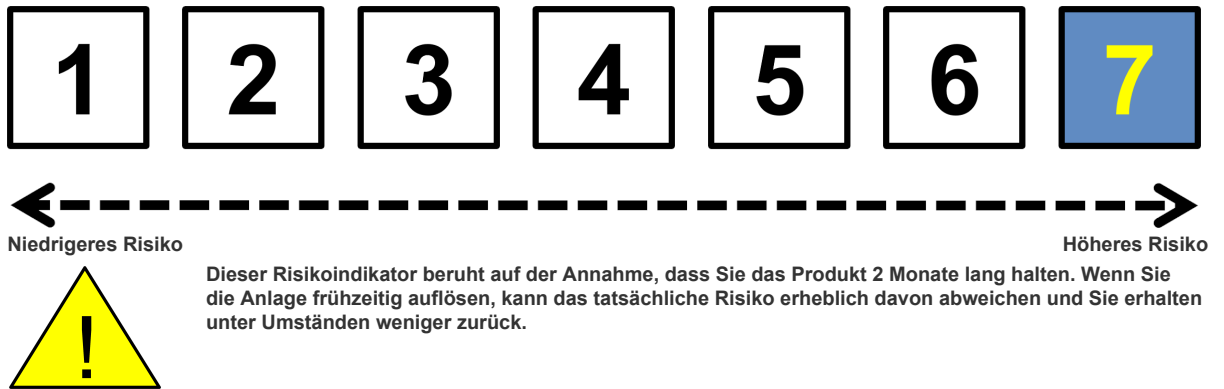 1 2 3 4 5 6 7
Niedrigeres Risiko Höheres Risiko
Dieser Risikoindikator beruht auf der Annahme, dass Sie das Produkt 2 Monate lang halten. Wenn Sie
die Anlage frühzeitig auflösen, kann das tatsächliche Risiko erheblich davon abweichen und Sie erhalten
unter Umständen weniger zurück.
!